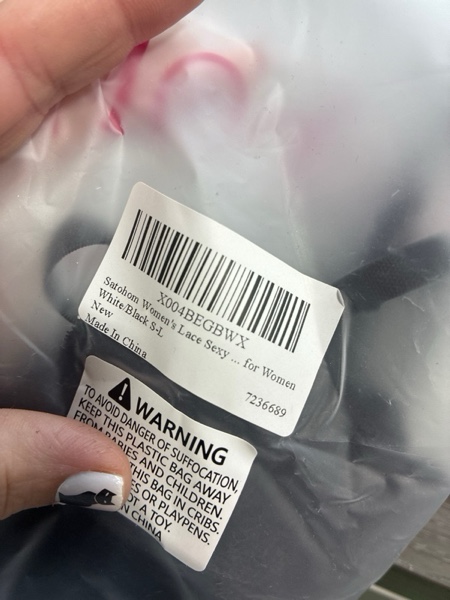 X004BEGBWX
Satohom Women's Lace Sexy ... for Women
White/Black S-L
New
Made In China
7236689
WARNING
TO AVOID DANGER OF SUFFOCATION,
KEEP THIS PLASTIC BAG AWAY
FROM BABIES AND CHILDREN.
THIS BAG IN CRIBS,
OR PLAYPENS.
A TOY.
CHINA